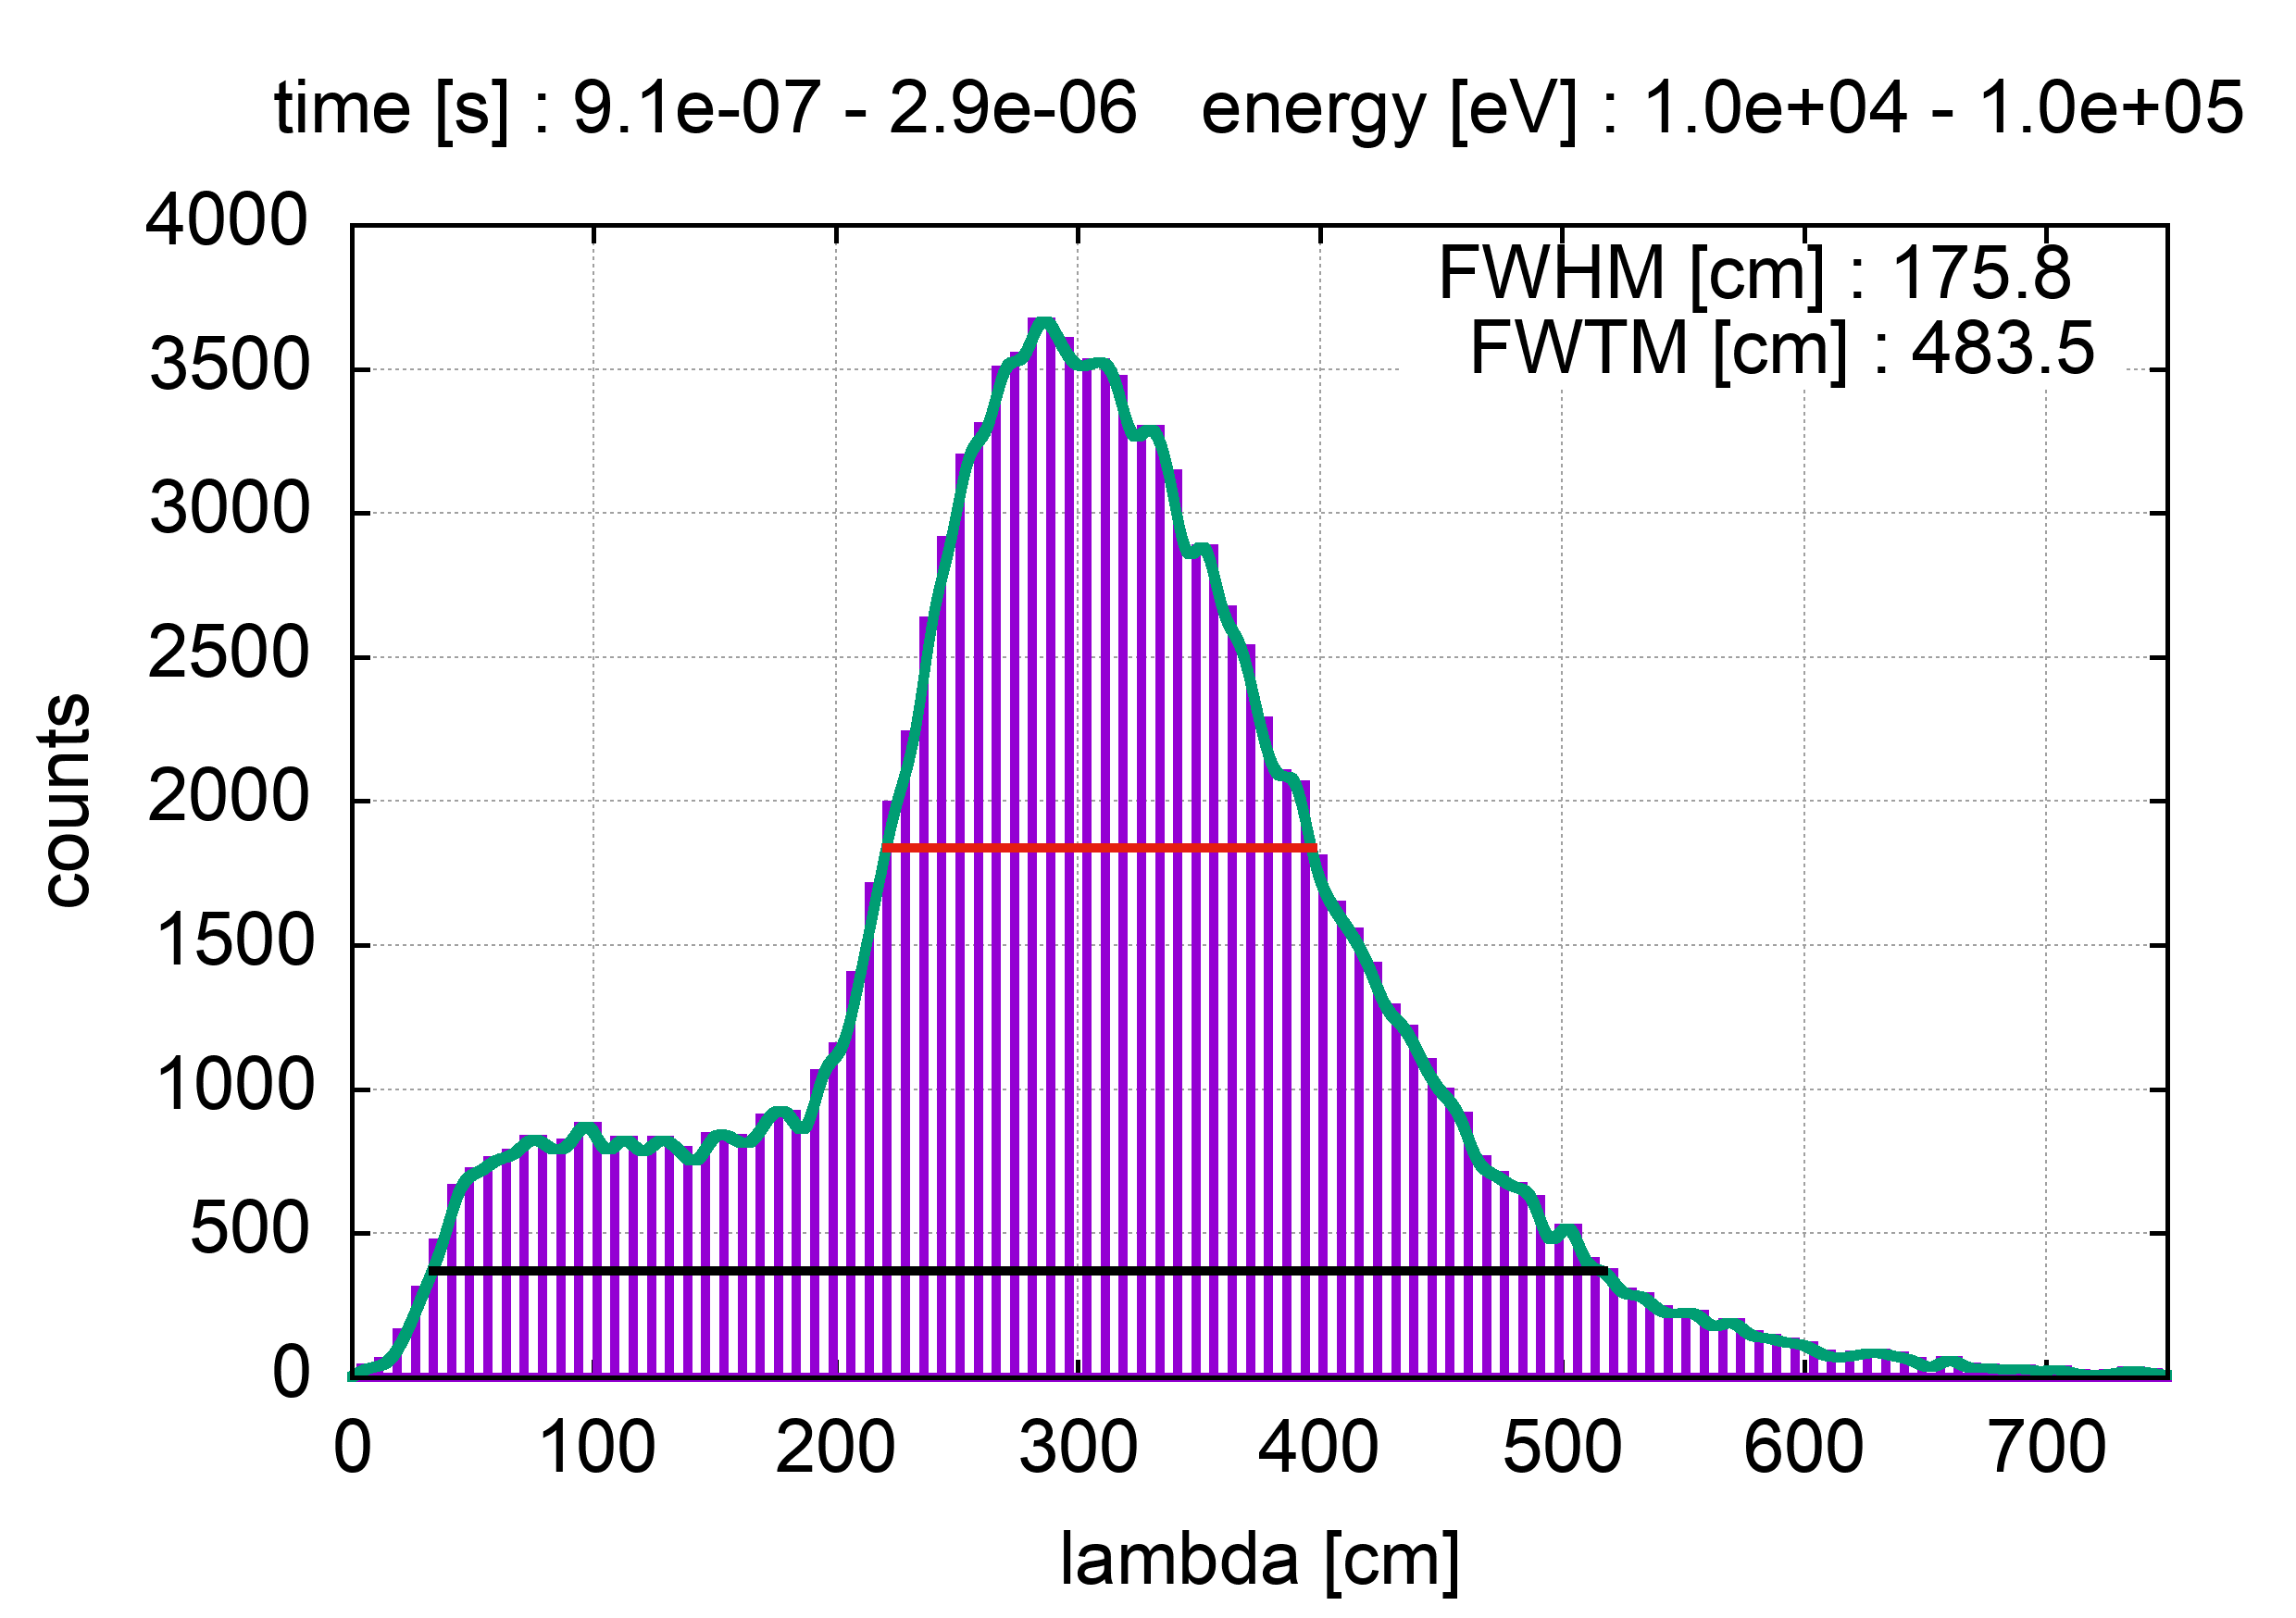 time [s] : 9.1e-07 - 2.9e-06   energy [eV] : 1.0e+04 - 1.0e+05
FWHM [cm] : 175.8
FWTM [cm] : 483.5
4000
3500
3000
2500
2000
1500
1000
500
0
counts
0 100 200 300 400 500 600 700
lambda [cm]